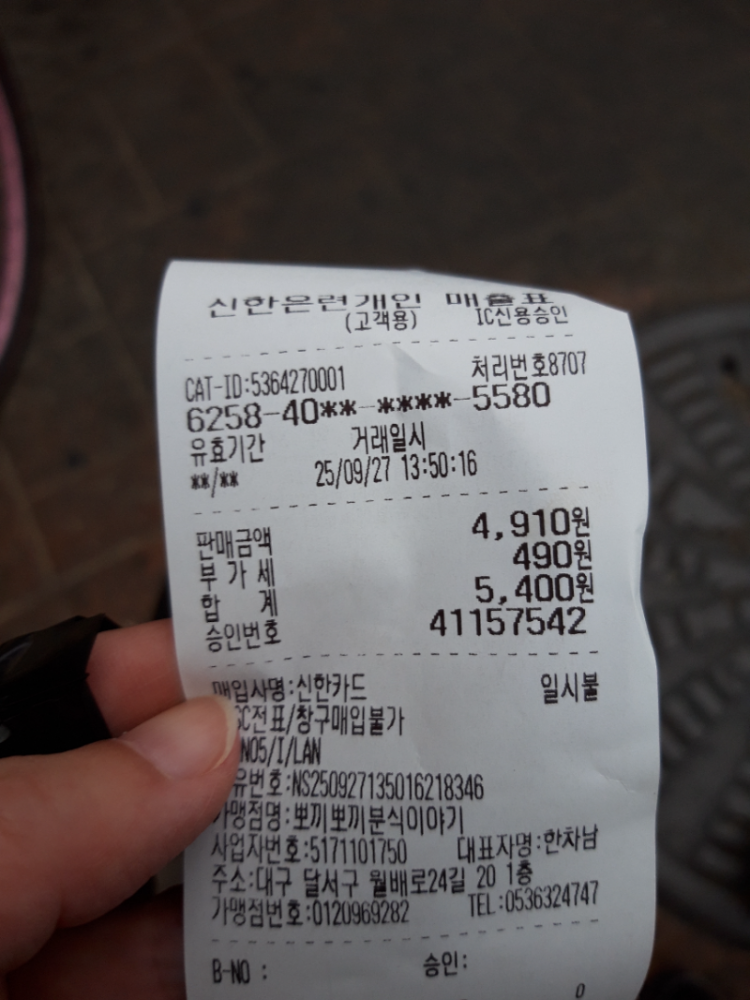 신한은련개인 매출표
(고객용) IC신용승인
CAT-ID:5364270001 처리번호8707
6258-40**-****-5580
유효기간 거래일시
**/** 25/09/27 13:50:16
판매금액 4,910원
부 가 세 490원
합 계 5,400원
승인번호 41157542
매입사명:신한카드 일시불
전표/창구매입불가
NO5/I/LAN
유번호:NS250927135016218346
가맹점명:뽀끼뽀끼분식이야기
사업자번호:5171101750 대표자명:한차남
주소:대구 달서구 월배로24길 20 1층
가맹점번호:0120969282 TEL:0536324747
B-NO : 승인:
0